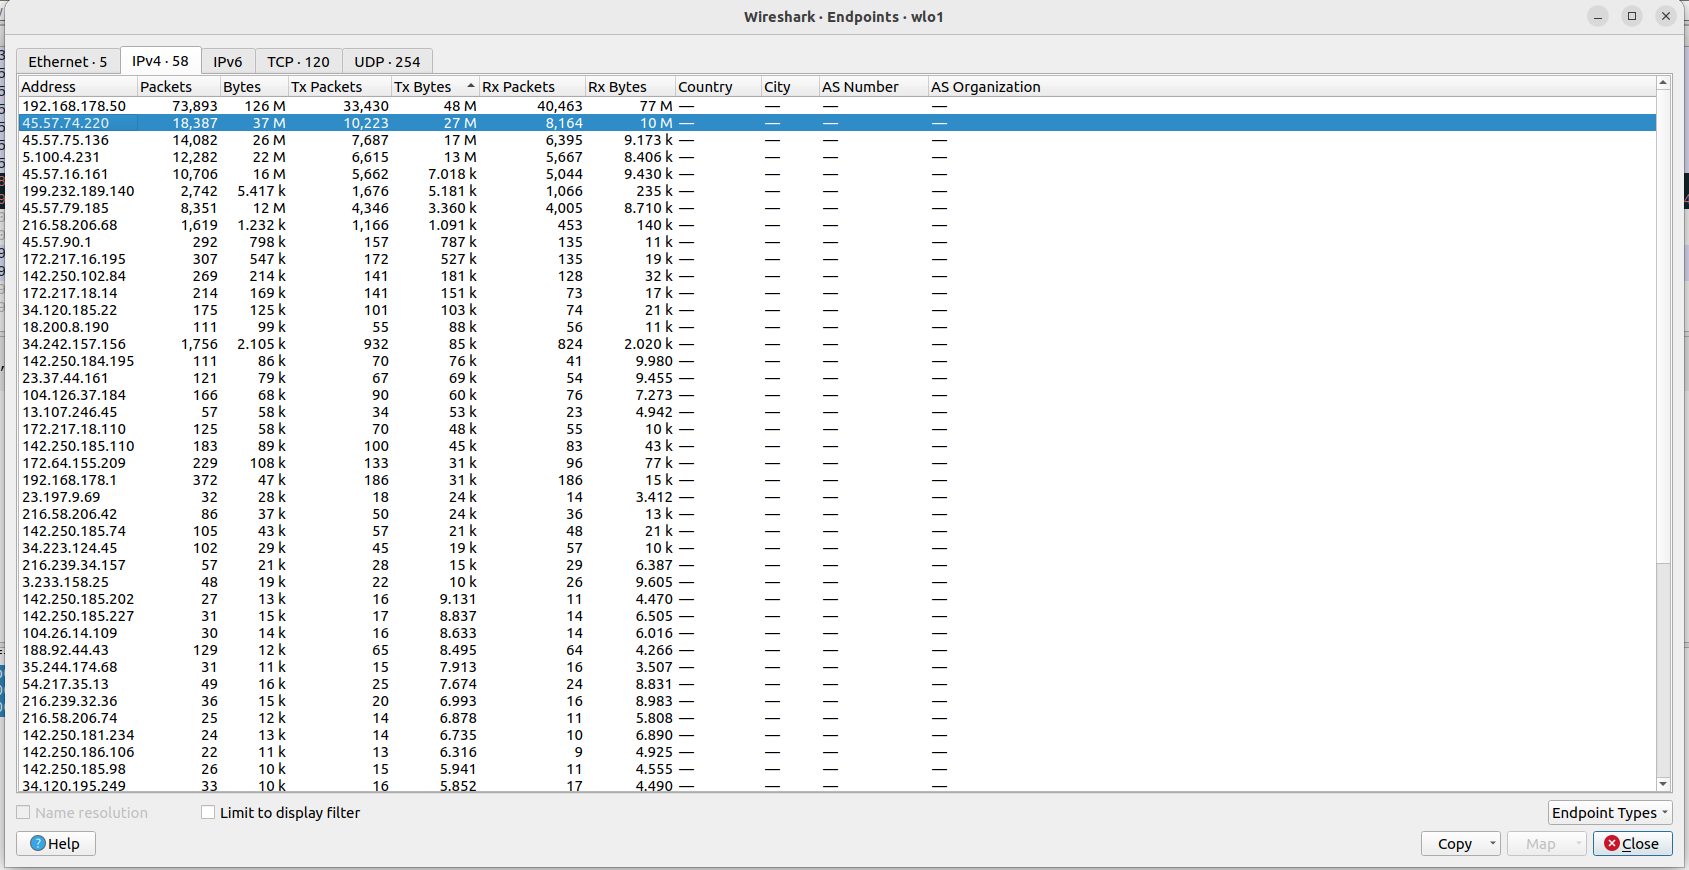 Wireshark · Endpoints · wlo1
Ethernet · 5 IPv4 · 58 IPv6 TCP · 120 UDP · 254
Address Packets Bytes Tx Packets Tx Bytes Rx Packets Rx Bytes Country City AS Number AS Organization
192.168.178.50 73,893 126 M 33,430 48 M 40,463 77 M — — — —
45.57.74.220 18,387 37 M 10,223 27 M 8,164 10 M — — — —
45.57.75.136 14,082 26 M 7,687 17 M 6,395 9.173 k — — — —
5.100.4.231 12,282 22 M 6,615 13 M 5,667 8.406 k — — — —
45.57.16.161 10,706 16 M 5,662 7.018 k 5,044 9.430 k — — — —
199.232.189.140 2,742 5.417 k 1,676 5.181 k 1,066 235 k — — — —
45.57.79.185 8,351 12 M 4,346 3.360 k 4,005 8.710 k — — — —
216.58.206.68 1,619 1.232 k 1,166 1.091 k 453 140 k — — — —
45.57.90.1 292 798 k 157 787 k 135 11 k — — — —
172.217.16.195 307 547 k 172 527 k 135 19 k — — — —
142.250.102.84 269 214 k 141 181 k 128 32 k — — — —
172.217.18.14 214 169 k 141 151 k 73 17 k — — — —
34.120.185.22 175 125 k 101 103 k 74 21 k — — — —
18.200.8.190 111 99 k 55 88 k 56 11 k — — — —
34.242.157.156 1,756 2.105 k 932 85 k 824 2.020 k — — — —
142.250.184.195 111 86 k 70 76 k 41 9.980 — — — —
23.37.44.161 121 79 k 67 69 k 54 9.455 — — — —
104.126.37.184 166 68 k 90 60 k 76 7.273 — — — —
13.107.246.45 57 58 k 34 53 k 23 4.942 — — — —
172.217.18.110 125 58 k 70 48 k 55 10 k — — — —
142.250.185.110 183 89 k 100 45 k 83 43 k — — — —
172.64.155.209 229 108 k 133 31 k 96 77 k — — — —
192.168.178.1 372 47 k 186 31 k 186 15 k — — — —
23.197.9.69 32 28 k 18 24 k 14 3.412 — — — —
216.58.206.42 86 37 k 50 24 k 36 13 k — — — —
142.250.185.74 105 43 k 57 21 k 48 21 k — — — —
34.223.124.45 102 29 k 45 19 k 57 10 k — — — —
216.239.34.157 57 21 k 28 15 k 29 6.387 — — — —
3.233.158.25 48 19 k 22 10 k 26 9.605 — — — —
142.250.185.202 27 13 k 16 9.131 11 4.470 — — — —
142.250.185.227 31 15 k 17 8.837 14 6.505 — — — —
104.26.14.109 30 14 k 16 8.633 14 6.016 — — — —
188.92.44.43 129 12 k 65 8.495 64 4.266 — — — —
35.244.174.68 31 11 k 15 7.913 16 3.507 — — — —
54.217.35.13 49 16 k 25 7.674 24 8.831 — — — —
216.239.32.36 36 15 k 20 6.993 16 8.983 — — — —
216.58.206.74 25 12 k 14 6.878 11 5.808 — — — —
142.250.181.234 24 13 k 14 6.735 10 6.890 — — — —
142.250.186.106 22 11 k 13 6.316 9 4.925 — — — —
142.250.185.98 26 10 k 15 5.941 11 4.555 — — — —
34.120.195.249 33 10 k 16 5.852 17 4.490 — — — —
Name resolution Limit to display filter Endpoint Types
Help Copy Map Close